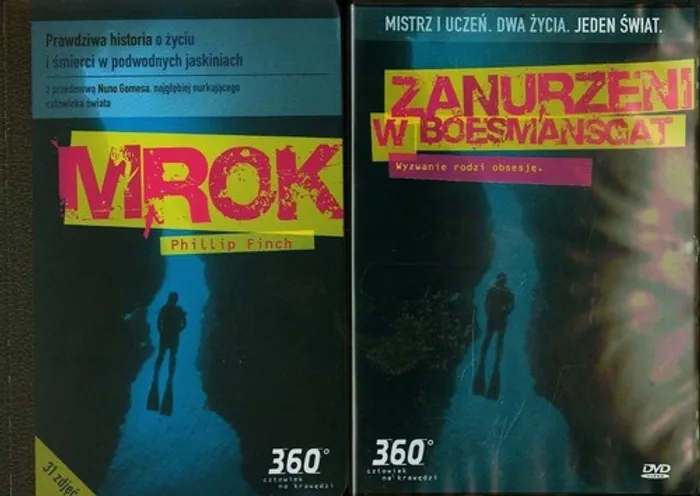 Prawdziwa historia o życiu
i śmierci w podwodnych jaskiniach
z przedmową Nuno Gomesa, najgłębiej nurkującego
człowieka świata
MROK
Phillip Finch
31 zdjęć
360°
człowiek
na krawędzi
MISTRZ I UCZEŃ. DWA ŻYCIA. JEDEN ŚWIAT.
ZANURZENI
W BOESMANSGAT
Wyzwanie rodzi obsesję.
360°
człowiek
na krawędzi
DVD
VIDEO